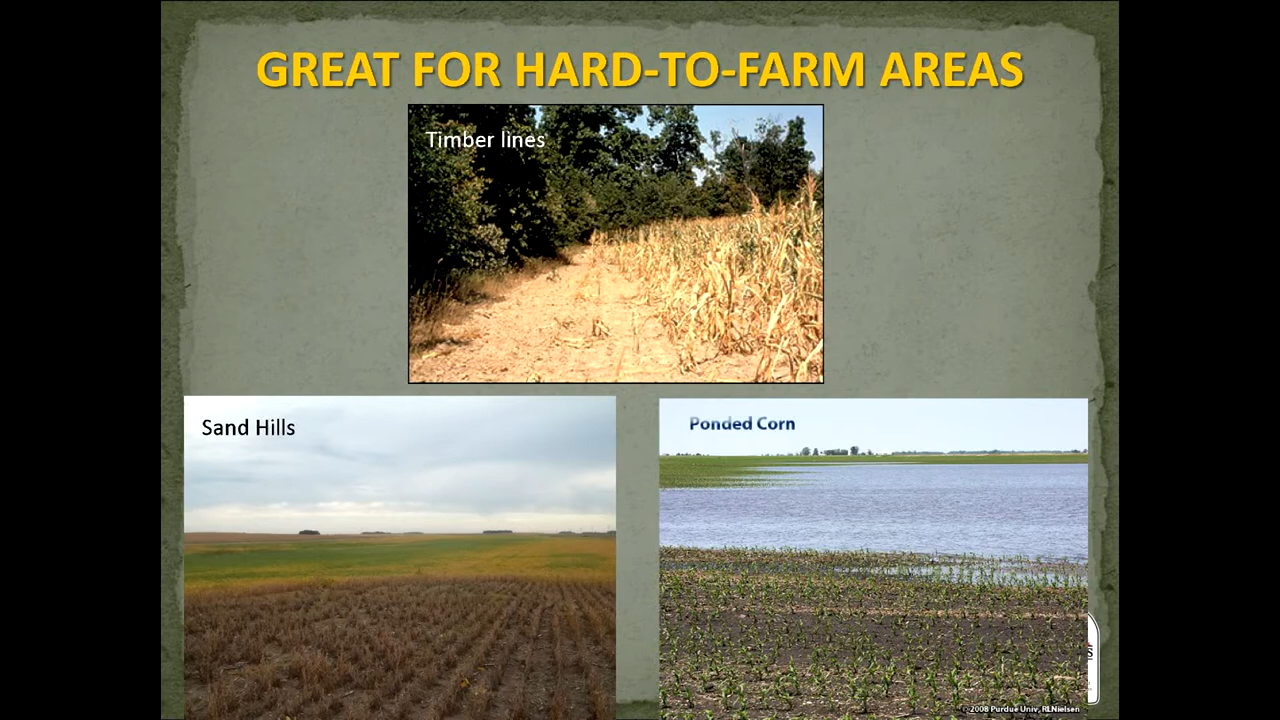 GREAT FOR HARD-TO-FARM AREAS
Timber lines
Sand Hills
Ponded Corn
©2008 Purdue Univ, RLNielsen